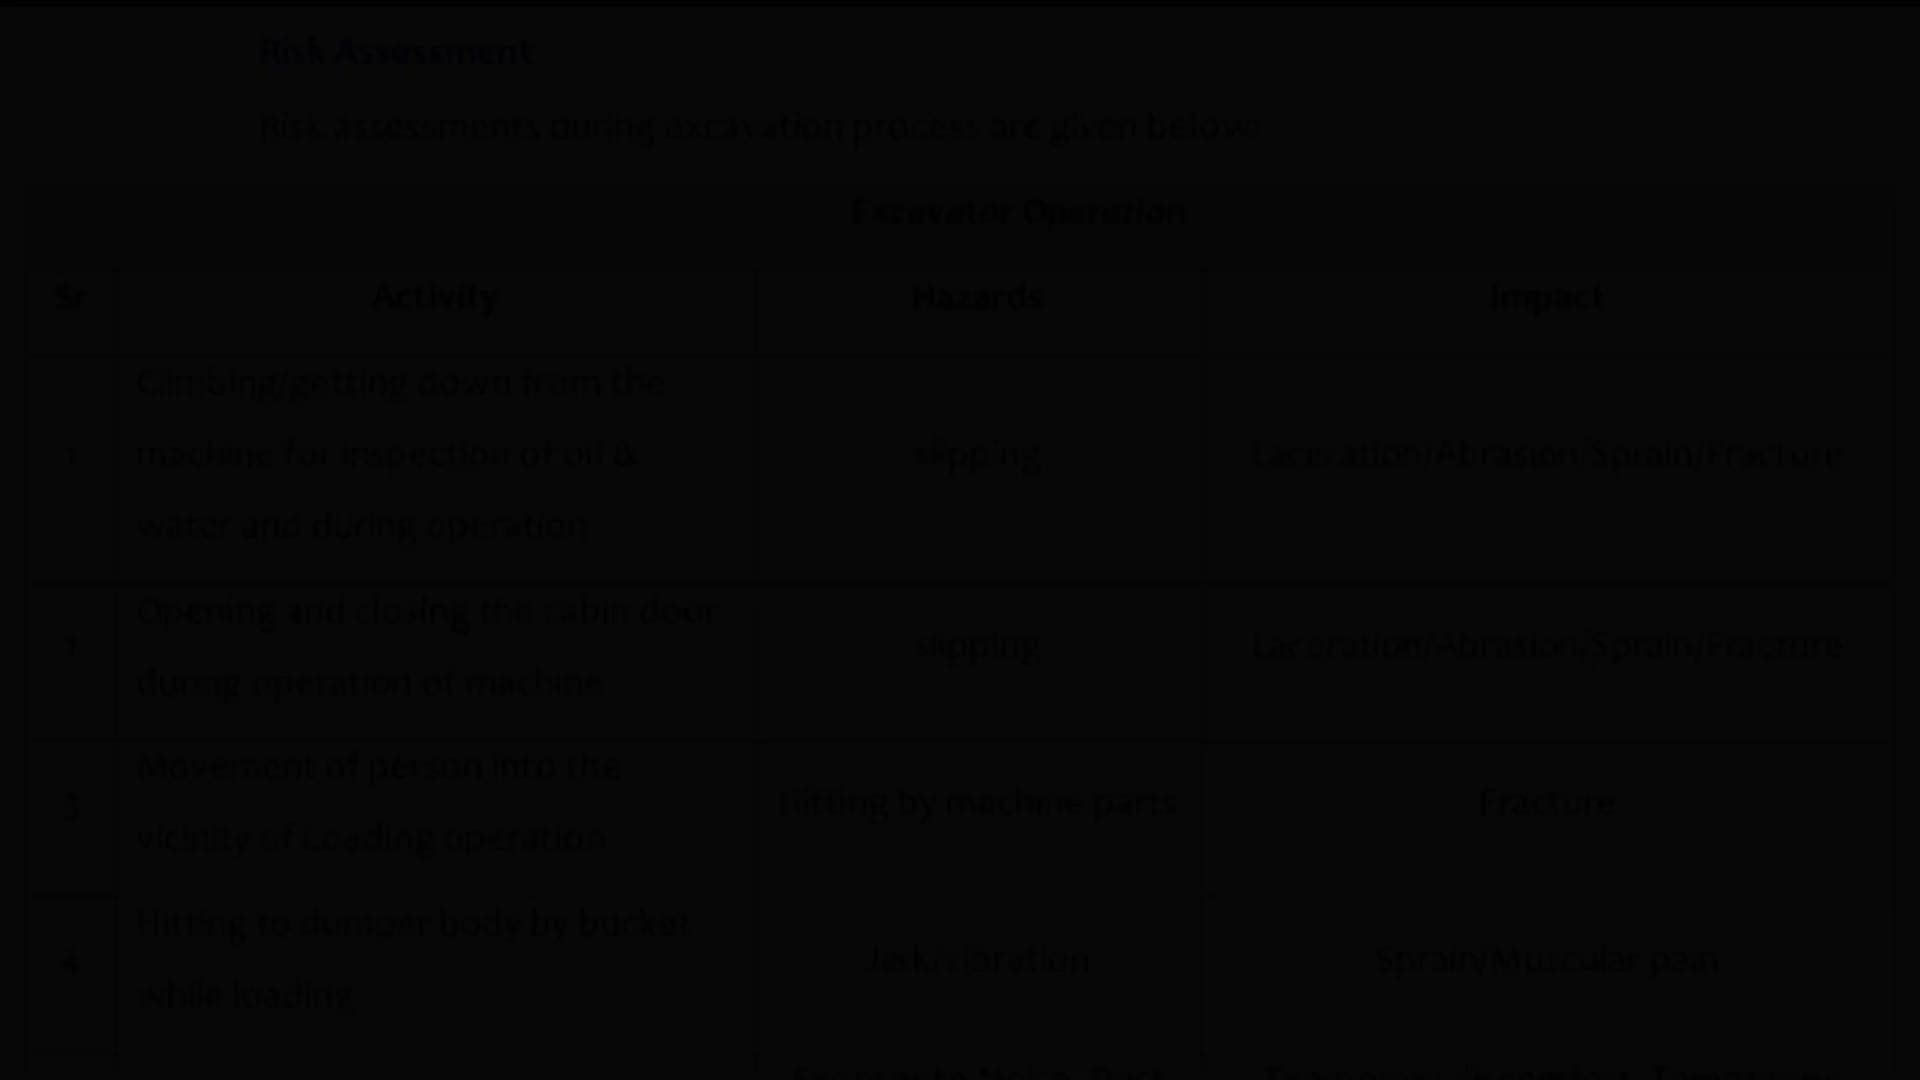 Risk Assessment
Risk assessments during excavation process are given below:
Excavator Operation
Sr Activity Hazards Impact
Climbing/getting down from the
1 machine for inspection of oil & slipping Laceration/Abrasion/Sprain/Fracture
water and during operation
Opening and closing the cabin door
2 slipping Laceration/Abrasion/Sprain/Fracture
during operation of machine
Movement of person into the
3 Hitting by machine parts Fracture
vicinity of Loading operation
Hitting to dumper body by bucket
4 Jerk/vibration Sprain/Muscular pain
while loading
to Noise, Dust